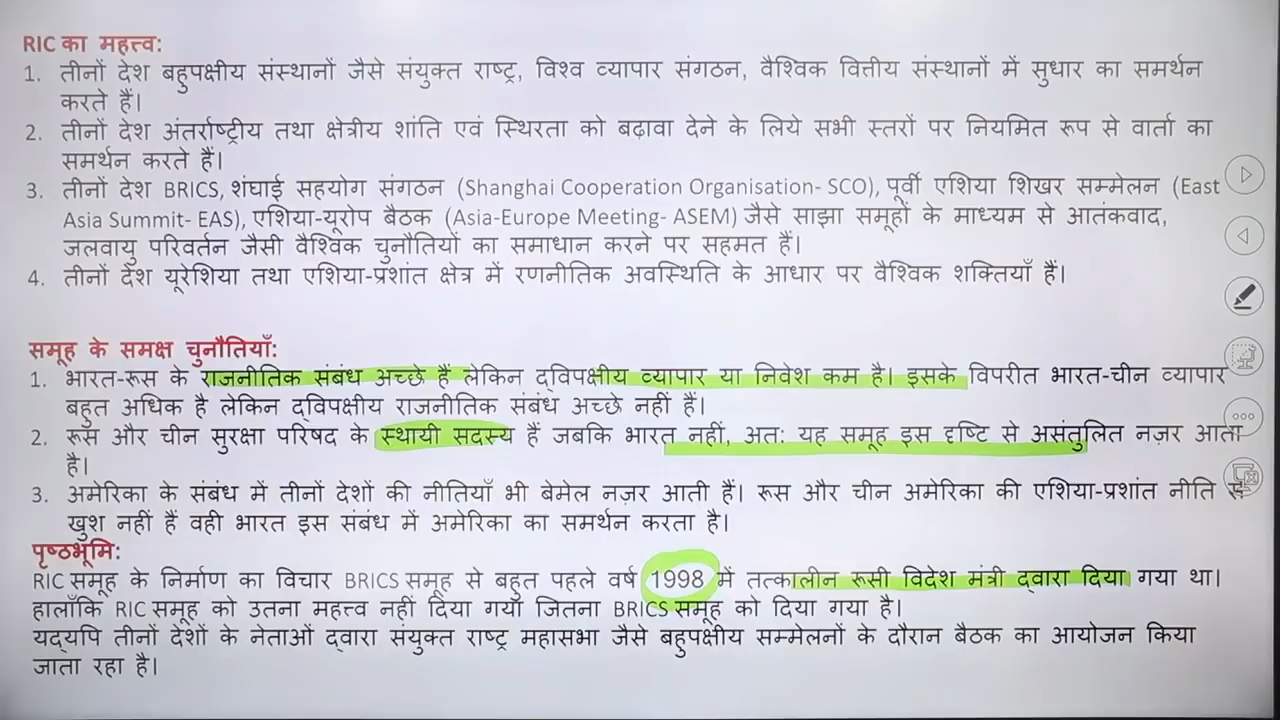 RIC का महत्त्व:
1. तीनों देश बहुपक्षीय संस्थानों जैसे संयुक्त राष्ट्र, विश्व व्यापार संगठन, वैश्विक वित्तीय संस्थानों में सुधार का समर्थन
करते हैं।
2. तीनों देश अंतर्राष्ट्रीय तथा क्षेत्रीय शांति एवं स्थिरता को बढ़ावा देने के लिये सभी स्तरों पर नियमित रूप से वार्ता का
समर्थन करते हैं।
3. तीनों देश BRICS, शंघाई सहयोग संगठन (Shanghai Cooperation Organisation- SCO), पूर्वी एशिया शिखर सम्मेलन (East
Asia Summit- EAS), एशिया-यूरोप बैठक (Asia-Europe Meeting- ASEM) जैसे साझा समूहों के माध्यम से आतंकवाद,
जलवायु परिवर्तन जैसी वैश्विक चुनौतियों का समाधान करने पर सहमत हैं।
4. तीनों देश यूरेशिया तथा एशिया-प्रशांत क्षेत्र में रणनीतिक अवस्थिति के आधार पर वैश्विक शक्तियाँ हैं।
समूह के समक्ष चुनौतियाँ:
1. भारत-रूस के राजनीतिक संबंध अच्छे हैं लेकिन द्विपक्षीय व्यापार या निवेश कम है। इसके विपरीत भारत-चीन व्यापार
बहुत अधिक है लेकिन द्विपक्षीय राजनीतिक संबंध अच्छे नहीं हैं।
2. रूस और चीन सुरक्षा परिषद के स्थायी सदस्य हैं जबकि भारत नहीं, अत: यह समूह इस दृष्टि से असंतुलित नज़र आता
है।
3. अमेरिका के संबंध में तीनों देशों की नीतियाँ भी बेमेल नज़र आती हैं। रूस और चीन अमेरिका की एशिया-प्रशांत नीति से
खुश नहीं हैं वही भारत इस संबंध में अमेरिका का समर्थन करता है।
पृष्ठभूमि:
RIC समूह के निर्माण का विचार BRICS समूह से बहुत पहले वर्ष 1998 में तत्कालीन रूसी विदेश मंत्री द्वारा दिया गया था।
हालाँकि RIC समूह को उतना महत्त्व नहीं दिया गया जितना BRICS समूह को दिया गया है।
यद्यपि तीनों देशों के नेताओं द्वारा संयुक्त राष्ट्र महासभा जैसे बहुपक्षीय सम्मेलनों के दौरान बैठक का आयोजन किया
जाता रहा है।